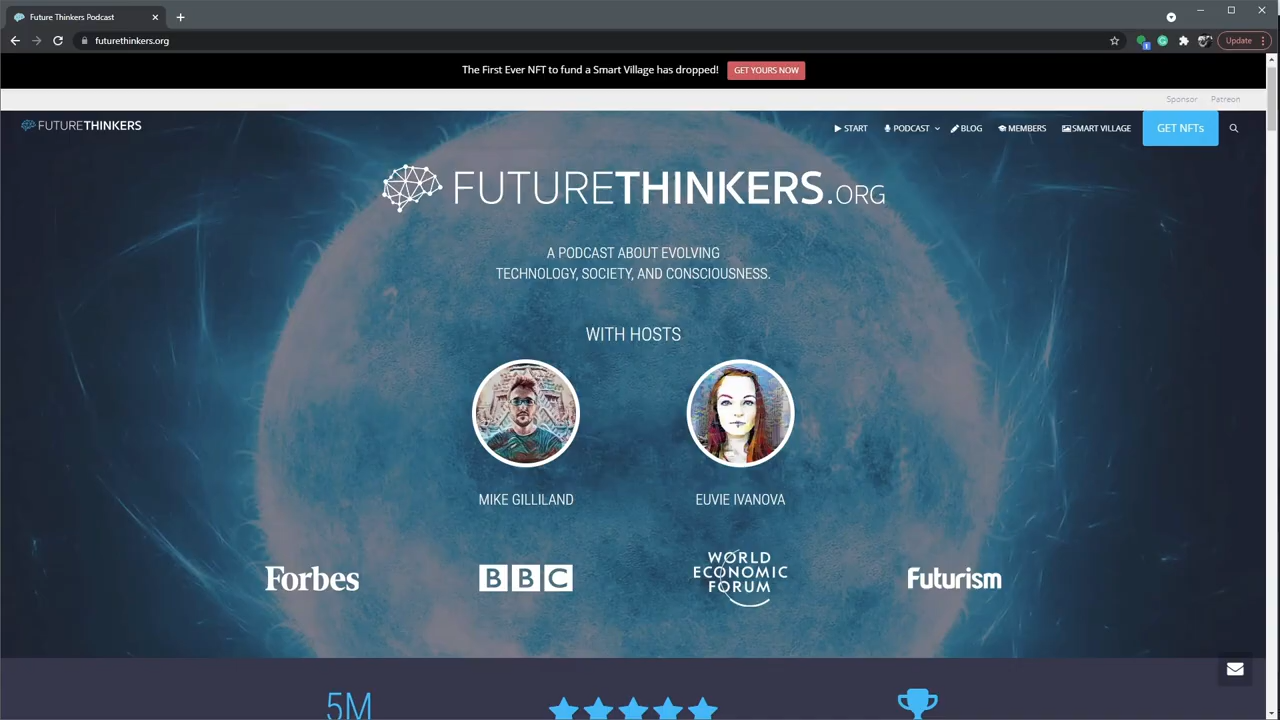 Future Thinkers Podcast
futurethinkers.org
Update
The First Ever NFT to fund a Smart Village has dropped!
GET YOURS NOW
Sponsor
Patreon
FUTURETHINKERS
START
PODCAST
BLOG
MEMBERS
SMART VILLAGE
GET NFTs
FUTURETHINKERS.ORG
A PODCAST ABOUT EVOLVING
TECHNOLOGY, SOCIETY, AND CONSCIOUSNESS.
WITH HOSTS
MIKE GILLILAND
EUVIE IVANOVA
Forbes
BBC
WORLD
ECONOMIC
FORUM
Futurism
5M